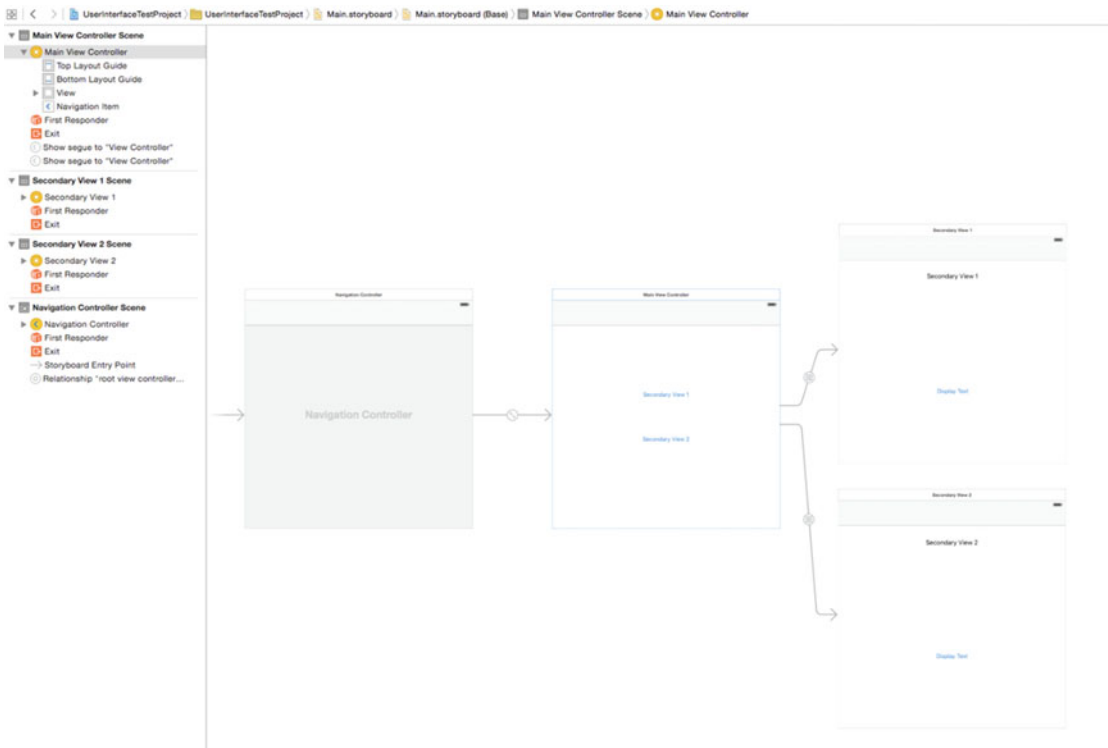 UserInterfaceTestProject UserInterfaceTestProject Main.storyboard Main.storyboard (Base) Main View Controller Scene Main View Controller
Main View Controller Scene
Main View Controller
Top Layout Guide
Bottom Layout Guide
View
Navigation Item
First Responder
Exit
Show segue to "View Controller"
Show segue to "View Controller"
Secondary View 1 Scene
Secondary View 1
First Responder
Exit
Secondary View 2 Scene
Secondary View 2
First Responder
Exit
Navigation Controller Scene
Navigation Controller
First Responder
Exit
Storyboard Entry Point
Relationship "root view controller...
Navigation Controller
Navigation Controller
Main View Controller
Secondary View 1
Secondary View 2
Secondary View 1
Secondary View 1
Display Text
Secondary View 2
Secondary View 2
Display Text